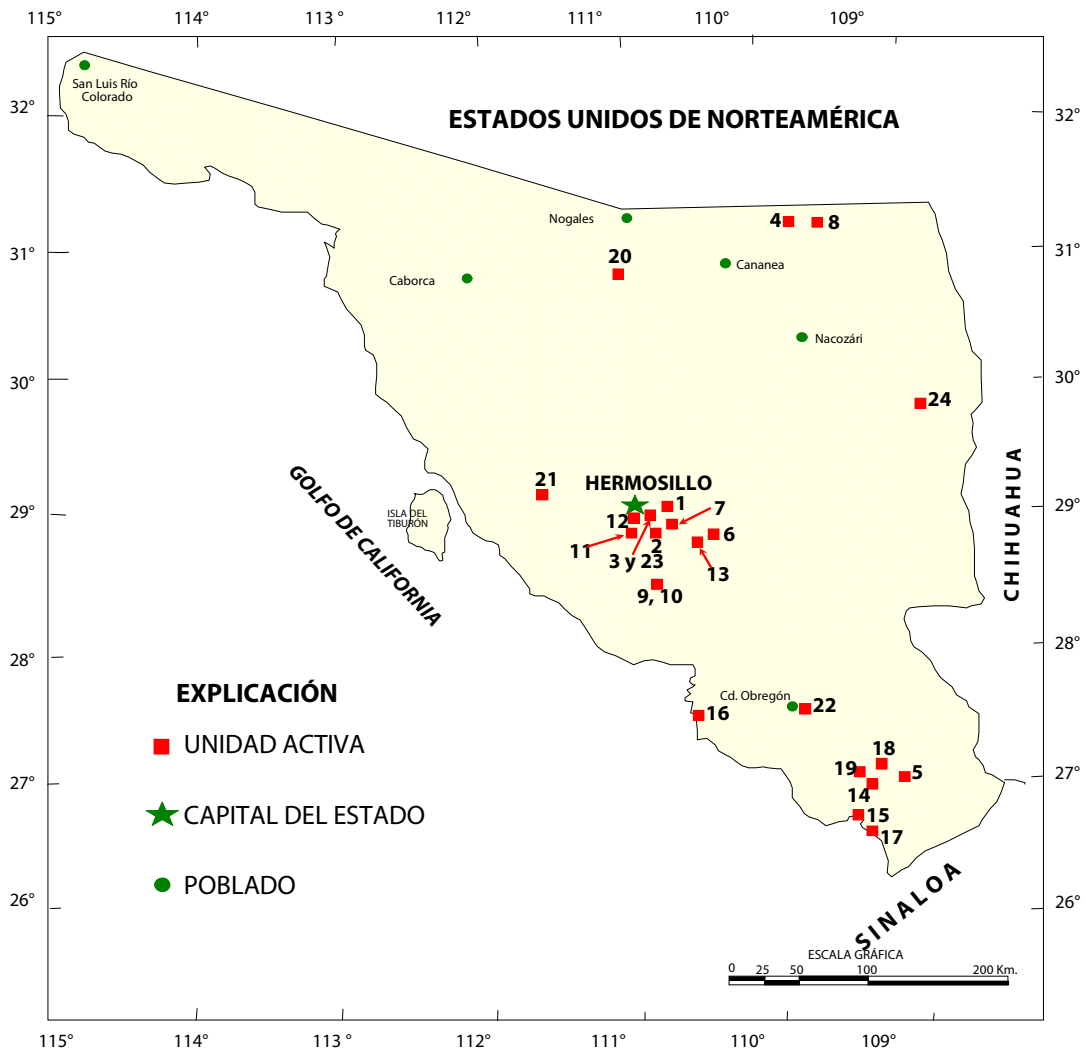 115°
114°
113°
112°
111°
110°
109°
San Luis Río
Colorado
32°
32°
ESTADOS UNIDOS DE NORTEAMÉRICA
Nogales
4
8
31°
31°
20
Cananea
Caborca
Nacozári
30°
30°
24
GOLFO DE CALIFORNIA
CHIHUAHUA
21
HERMOSILLO
1
7
29°
29°
ISLA DEL
TIBURÓN
12
2
6
11
3 y 23
13
9, 10
28°
28°
EXPLICACIÓN
Cd. Obregón
22
16
UNIDAD ACTIVA
18
19
5
27°
27°
14
15
CAPITAL DEL ESTADO
17
POBLADO
SINALOA
26°
26°
ESCALA GRÁFICA
0 25 50 100 200 Km.
115°
114°
113°
112°
111°
110°
109°